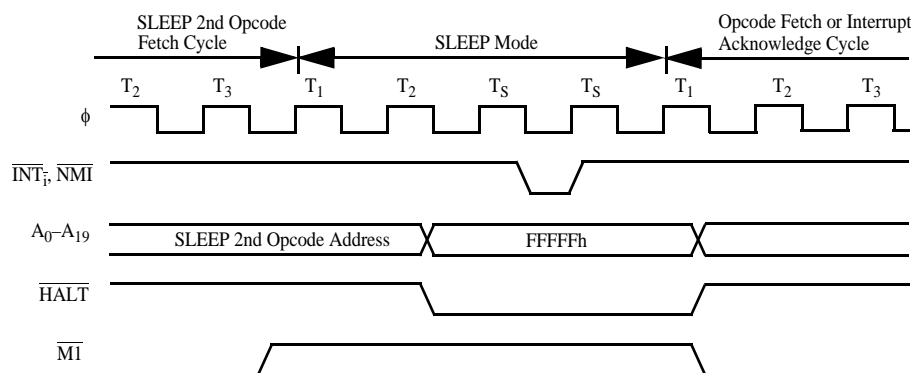 SLEEP 2nd Opcode
Fetch Cycle
SLEEP Mode
Opcode Fetch or Interrupt
Acknowledge Cycle
T2 T3 T1 T2 TS TS T1 T2 T3
ϕ
INTi, NMI
A0–A19
SLEEP 2nd Opcode Address
FFFFFh
HALT
M1